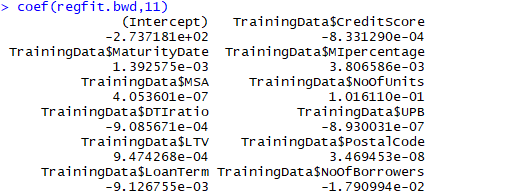 > coef(regfit.bwd,11)
(Intercept) TrainingData$CreditScore
-2.737181e+02 -8.331290e-04
TrainingData$MaturityDate TrainingData$MIpercentage
1.392575e-03 3.806586e-03
TrainingData$MSA TrainingData$NoOfUnits
4.053601e-07 1.016110e-01
TrainingData$DTIratio TrainingData$UPB
-9.085671e-04 -8.930031e-07
TrainingData$LTV TrainingData$PostalCode
9.474268e-04 3.469453e-08
TrainingData$LoanTerm TrainingData$NoOfBorrowers
-9.126755e-03 -1.790994e-02